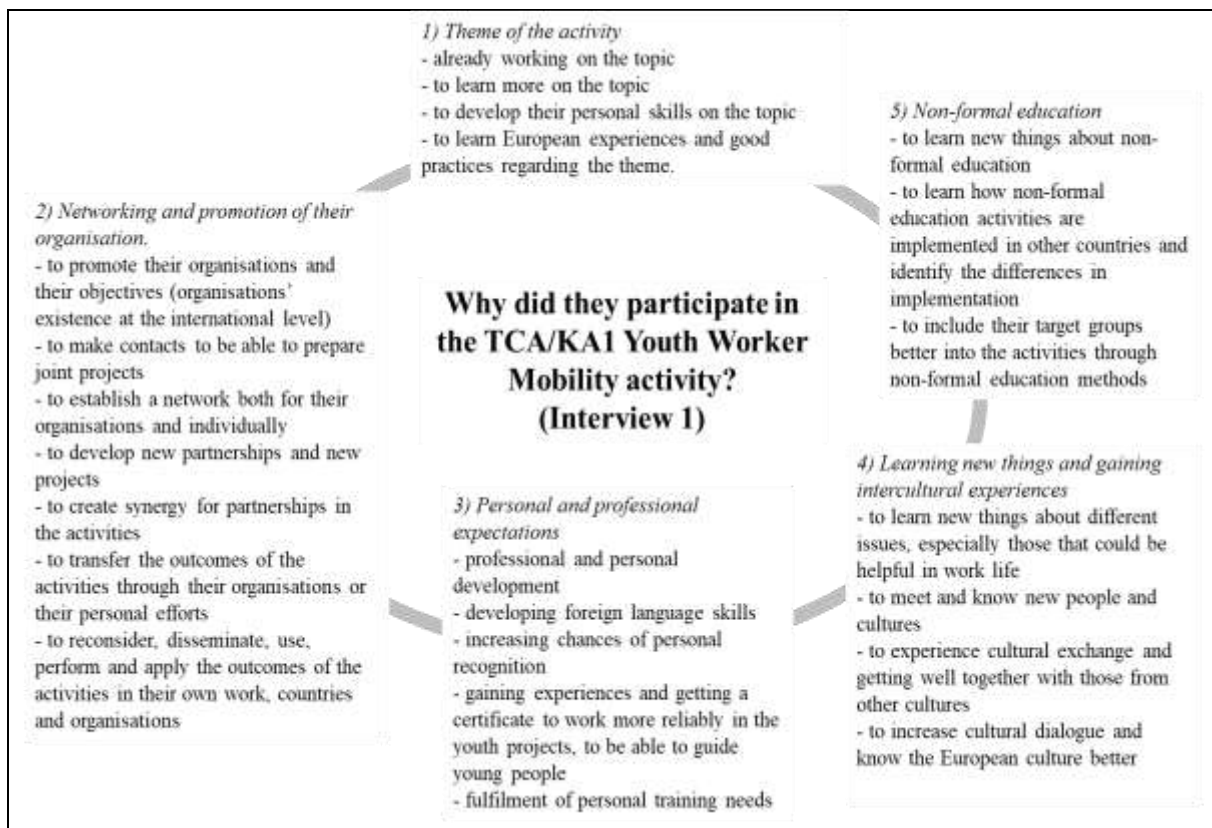 1) Theme of the activity
- already working on the topic
- to learn more on the topic
- to develop their personal skills on the topic
- to learn European experiences and good
practices regarding the theme.
2) Networking and promotion of their
organisation.
- to promote their organisations and
their objectives (organisations'
existence at the international level)
- to make contacts to be able to prepare
joint projects
- to establish a network both for their
organisations and individually
- to develop new partnerships and new
projects
- to create synergy for partnerships in
the activities
- to transfer the outcomes of the
activities through their organisations or
their personal efforts
- to reconsider, disseminate, use,
perform and apply the outcomes of the
activities in their own work, countries
and organisations
Why did they participate in
the TCA/KA1 Youth Worker
Mobility activity?
(Interview 1)
3) Personal and professional
expectations
- professional and personal
development
- developing foreign language skills
- increasing chances of personal
recognition
- gaining experiences and getting a
certificate to work more reliably in the
youth projects, to be able to guide
young people
- fulfilment of personal training needs
4) Learning new things and gaining
intercultural experiences
- to learn new things about different
issues, especially those that could be
helpful in work life
- to meet and know new people and
cultures
- to experience cultural exchange and
getting well together with those from
other cultures
- to increase cultural dialogue and
know the European culture better
5) Non-formal education
- to learn new things about non-
formal education
- to learn how non-formal
education activities are
implemented in other countries and
identify the differences in
implementation
- to include their target groups
better into the activities through
non-formal education methods